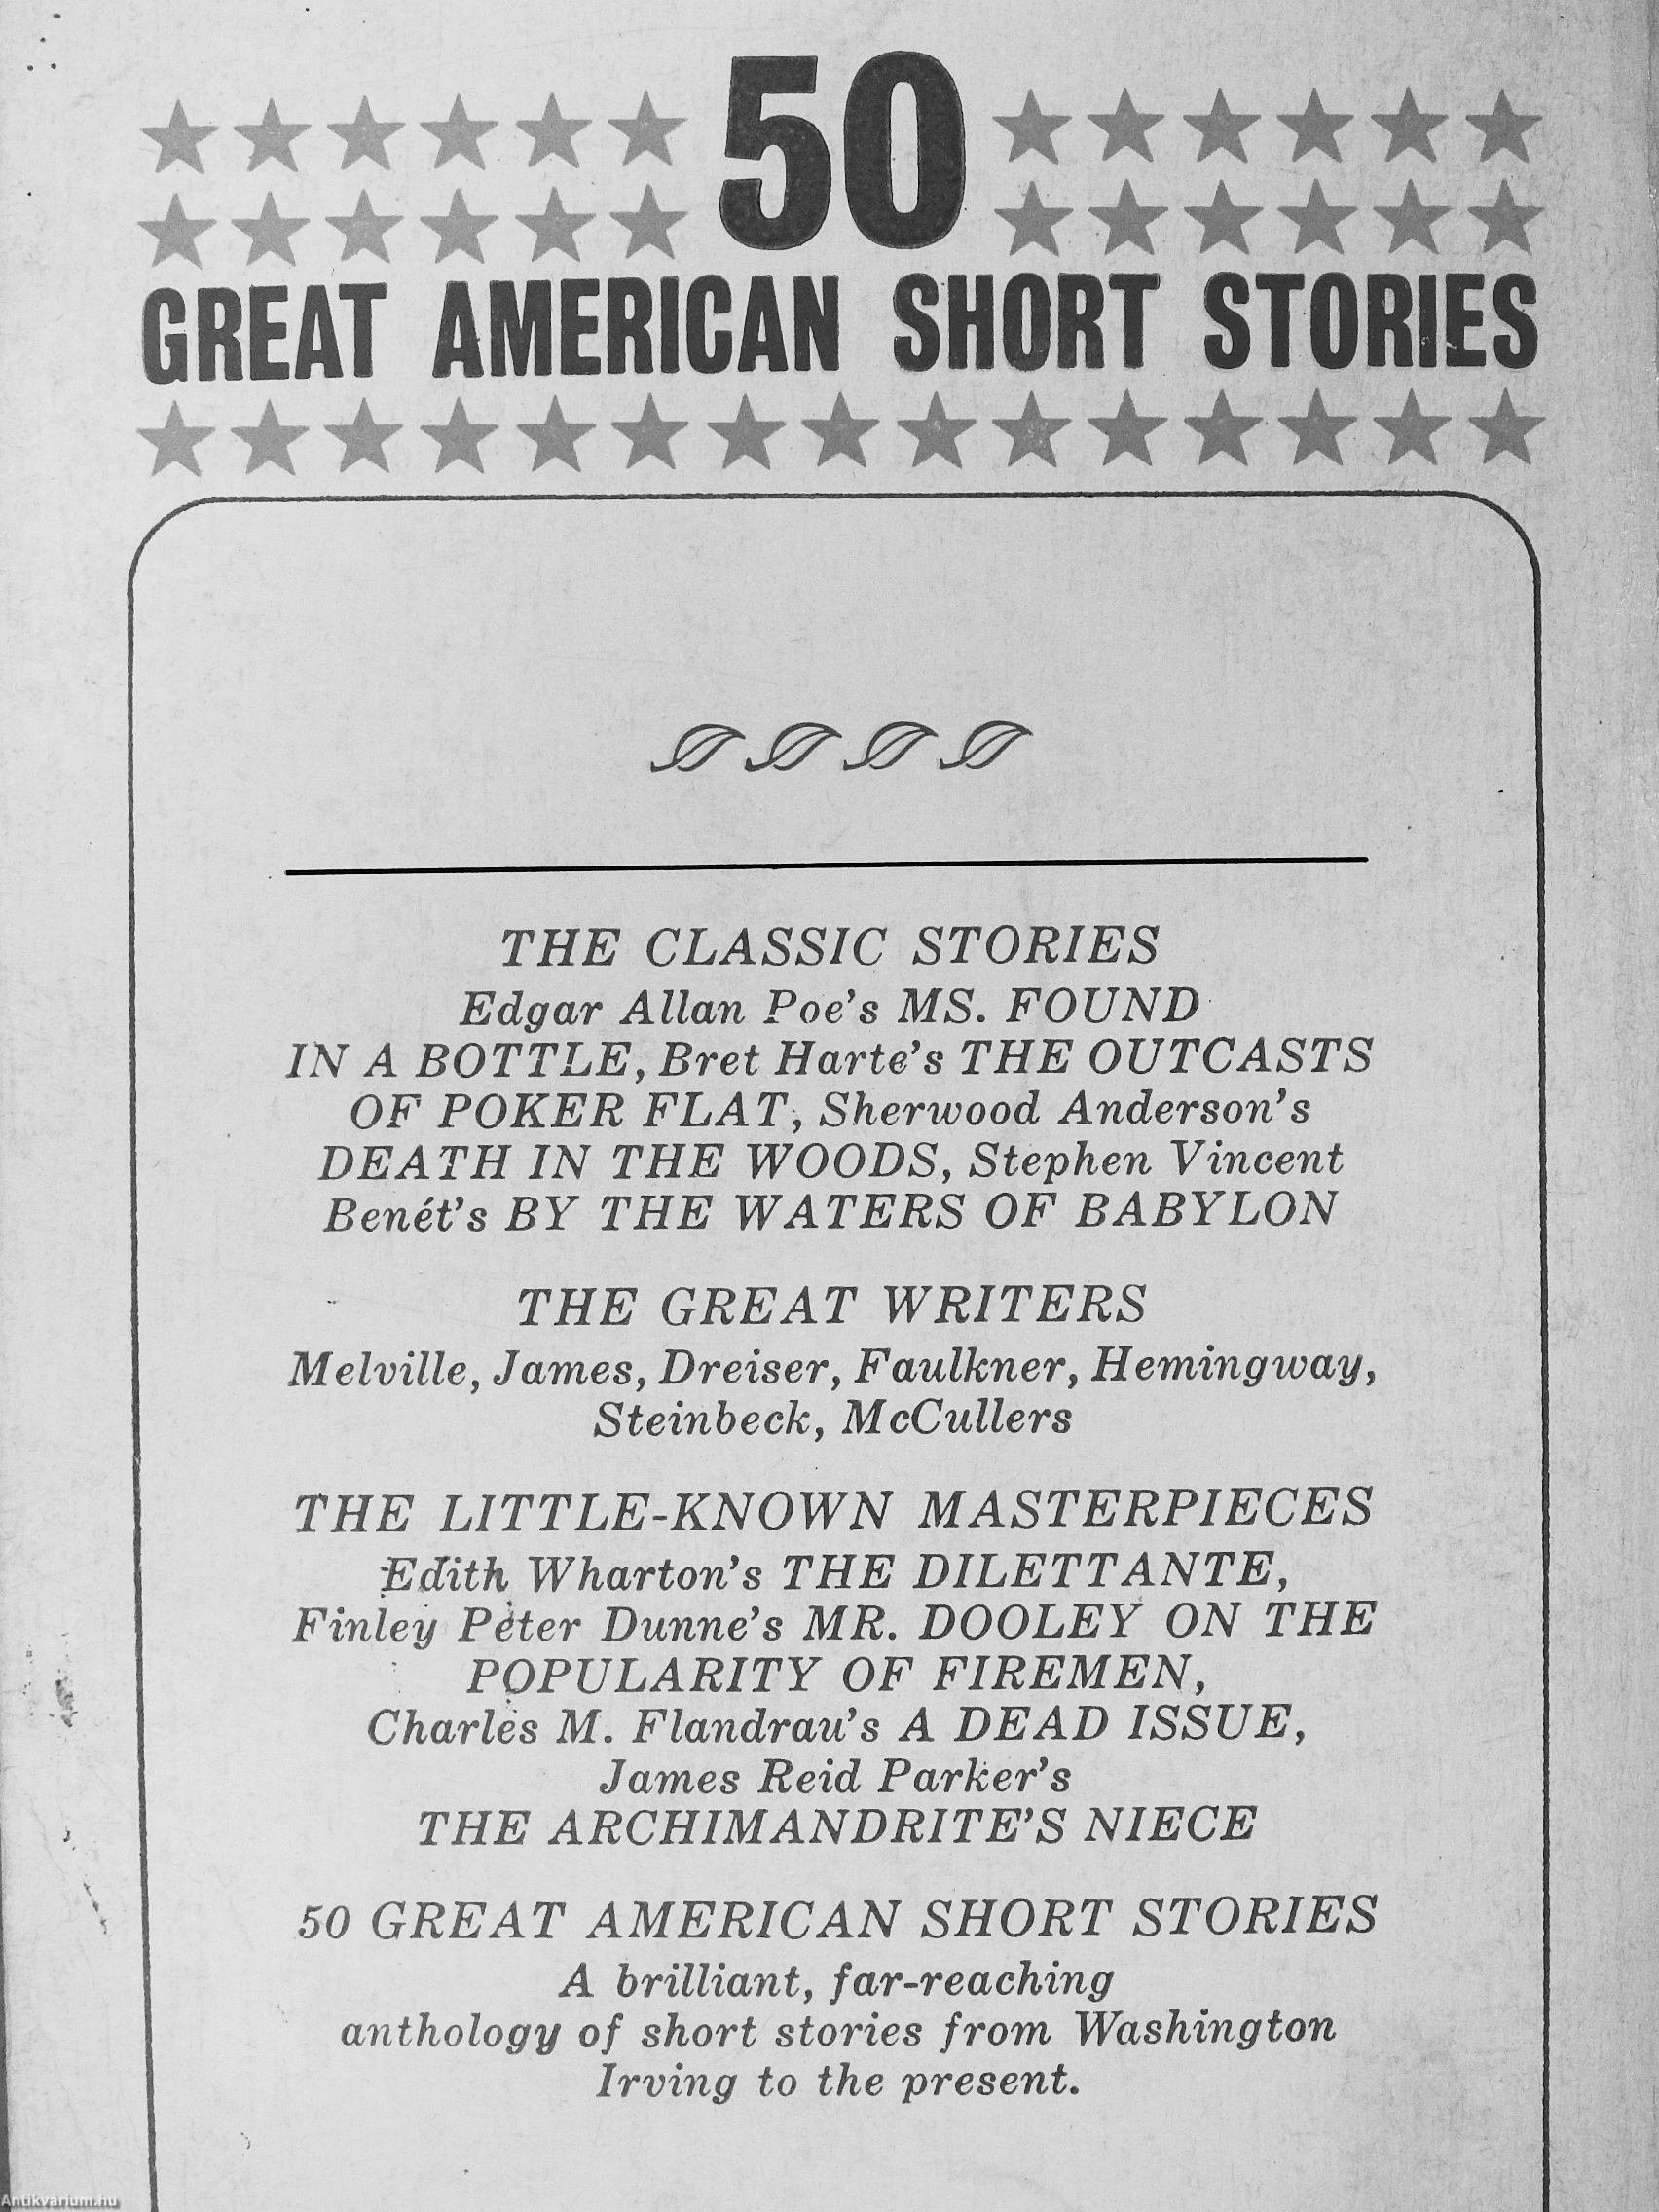 50
GREAT AMERICAN SHORT STORIES
THE CLASSIC STORIES
Edgar Allan Poe's MS. FOUND
IN A BOTTLE, Bret Harte's THE OUTCASTS
OF POKER FLAT, Sherwood Anderson's
DEATH IN THE WOODS, Stephen Vincent
Benét's BY THE WATERS OF BABYLON
THE GREAT WRITERS
Melville, James, Dreiser, Faulkner, Hemingway,
Steinbeck, McCullers
THE LITTLE-KNOWN MASTERPIECES
Edith Wharton's THE DILETTANTE,
Finley Peter Dunne's MR. DOOLEY ON THE
POPULARITY OF FIREMEN,
Charles M. Flandrau's A DEAD ISSUE,
James Reid Parker's
THE ARCHIMANDRITE'S NIECE
50 GREAT AMERICAN SHORT STORIES
A brilliant, far-reaching
anthology of short stories from Washington
Irving to the present.
Antikvárium.hu